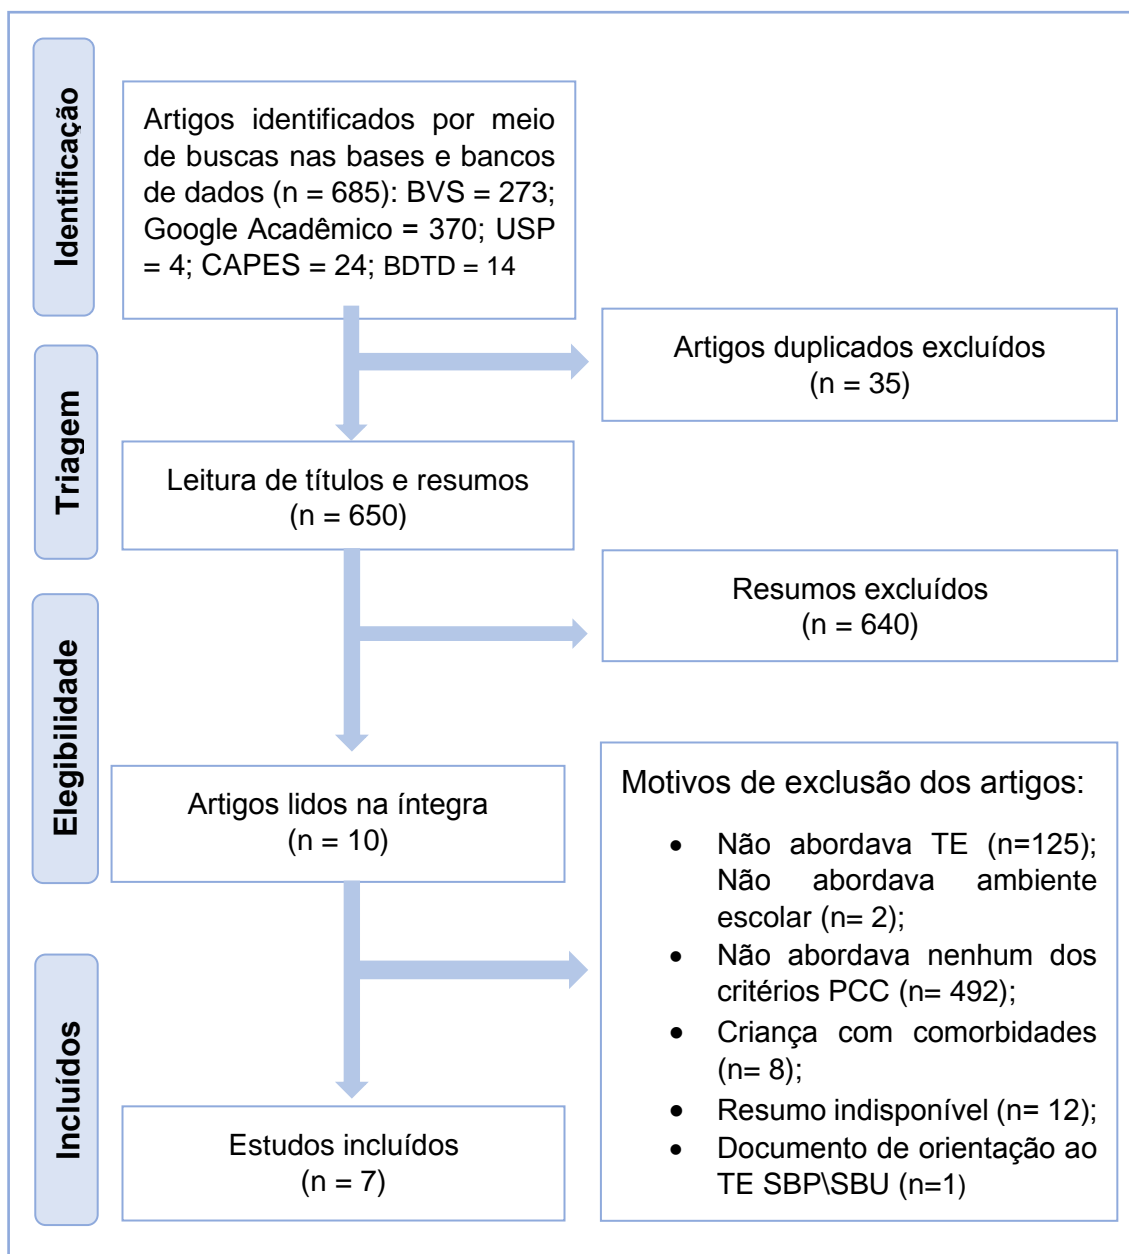 Identificação
Artigos identificados por meio
de buscas nas bases e bancos
de dados (n = 685): BVS = 273;
Google Acadêmico = 370; USP
= 4; CAPES = 24; BDTD = 14
Artigos duplicados excluídos
(n = 35)
Triagem
Leitura de títulos e resumos
(n = 650)
Resumos excluídos
(n = 640)
Elegibilidade
Artigos lidos na íntegra
(n = 10)
Motivos de exclusão dos artigos:
• Não abordava TE (n=125);
Não abordava ambiente
escolar (n= 2);
• Não abordava nenhum dos
critérios PCC (n= 492);
• Criança com comorbidades
(n= 8);
• Resumo indisponível (n= 12);
• Documento de orientação ao
TE SBP\SBU (n=1)
Incluídos
Estudos incluídos
(n = 7)